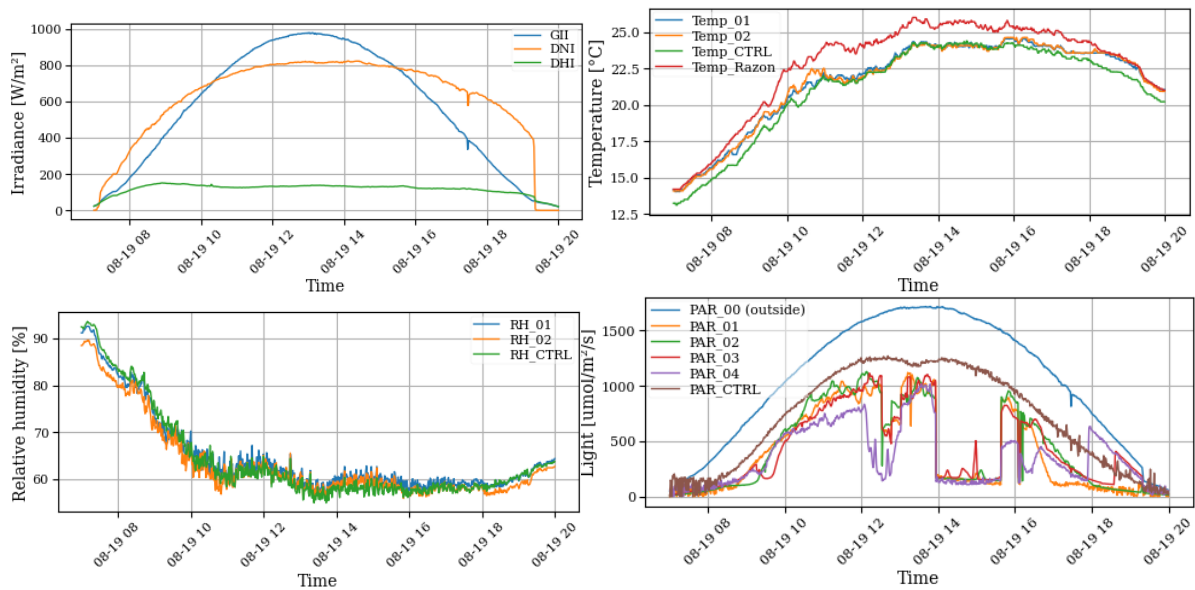 Irradiance [W/m²]
1000
800
600
400
200
0
GII
DNI
DHI
08-19 08
08-19 10
08-19 12
08-19 14
08-19 16
08-19 18
08-19 20
Time
Temperature [°C]
25.0
22.5
20.0
17.5
15.0
12.5
Temp_01
Temp_02
Temp_CTRL
Temp_Razon
08-19 08
08-19 10
08-19 12
08-19 14
08-19 16
08-19 18
08-19 20
Time
Relative humidity [%]
90
80
70
60
RH_01
RH_02
RH_CTRL
08-19 08
08-19 10
08-19 12
08-19 14
08-19 16
08-19 18
08-19 20
Time
Light [umol/m²/s]
1500
1000
500
0
PAR_00 (outside)
PAR_01
PAR_02
PAR_03
PAR_04
PAR_CTRL
08-19 08
08-19 10
08-19 12
08-19 14
08-19 16
08-19 18
08-19 20
Time